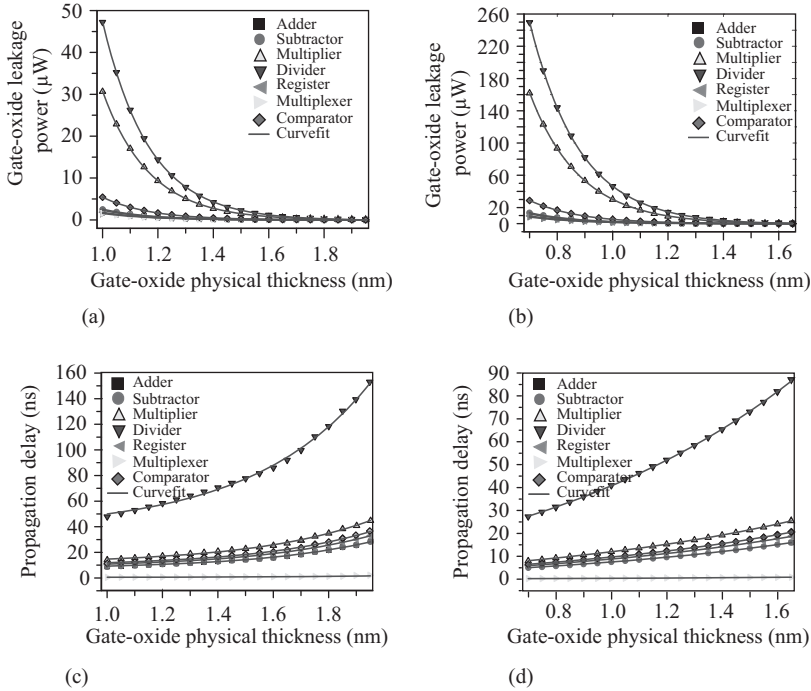 50
40
30
20
10
0
Gate-oxide leakage
power (μW)
Adder
Subtractor
Multiplier
Divider
Register
Multiplexer
Comparator
Curvefit
1.0 1.2 1.4 1.6 1.8
Gate-oxide physical thickness (nm)
(a)
260
220
180
140
100
60
20
0
Gate-oxide leakage
power (μW)
Adder
Subtractor
Multiplier
Divider
Register
Multiplexer
Comparator
Curvefit
0.8 1.0 1.2 1.4 1.6
Gate-oxide physical thickness (nm)
(b)
160
140
120
100
80
60
40
20
0
Propagation delay (ns)
Adder
Subtractor
Multiplier
Divider
Register
Multiplexer
Comparator
Curvefit
1.0 1.2 1.4 1.6 1.8
Gate-oxide physical thickness (nm)
(c)
90
80
70
60
50
40
30
20
10
0
Propagation delay (ns)
Adder
Subtractor
Multiplier
Divider
Register
Multiplexer
Comparator
Curvefit
0.8 1.0 1.2 1.4 1.6
Gate-oxide physical thickness (nm)
(d)